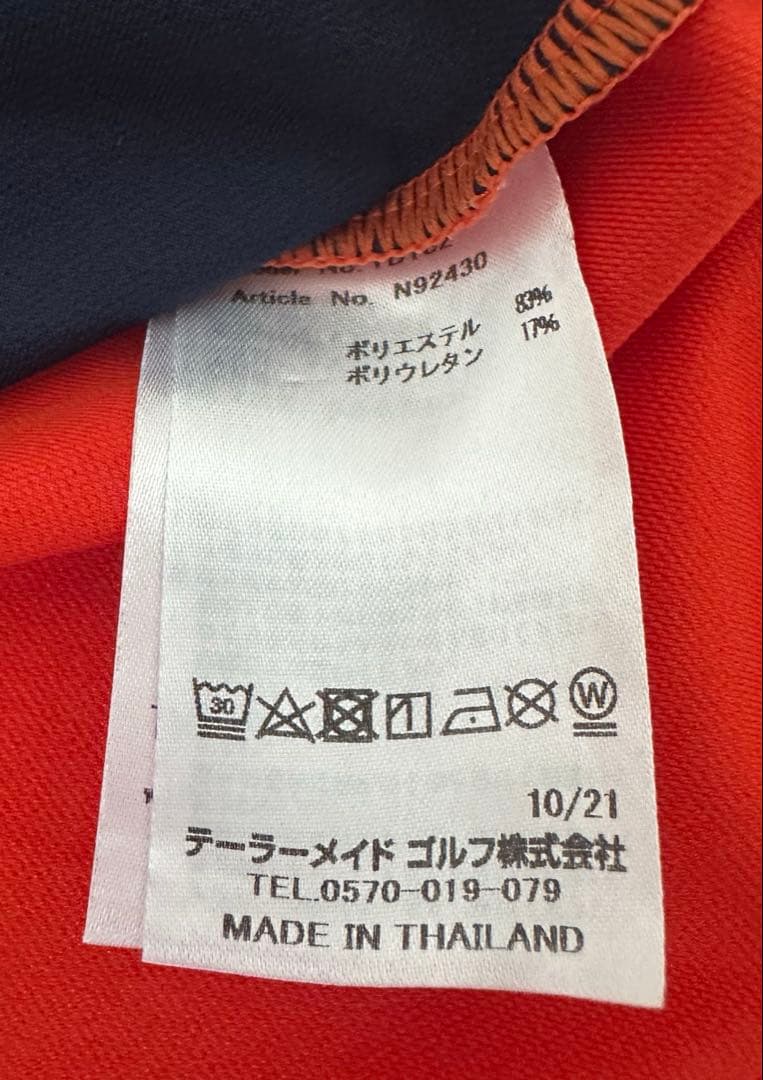 Article No. N92430
ポリエステル 83%
ポリウレタン 17%
30
W
10/21
テーラーメイド ゴルフ株式会社
TEL.0570-019-079
MADE IN THAILAND